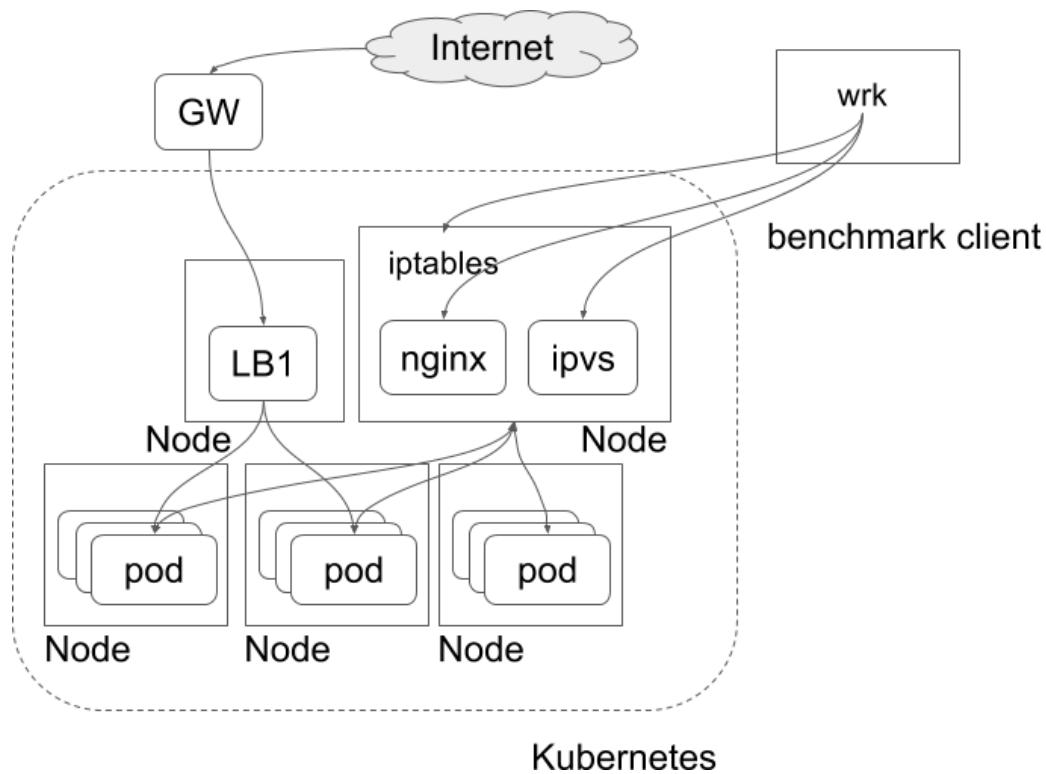 Internet
GW
wrk
benchmark client
iptables
LB1
nginx
ipvs
Node
Node
pod
pod
pod
Node
Node
Node
Kubernetes